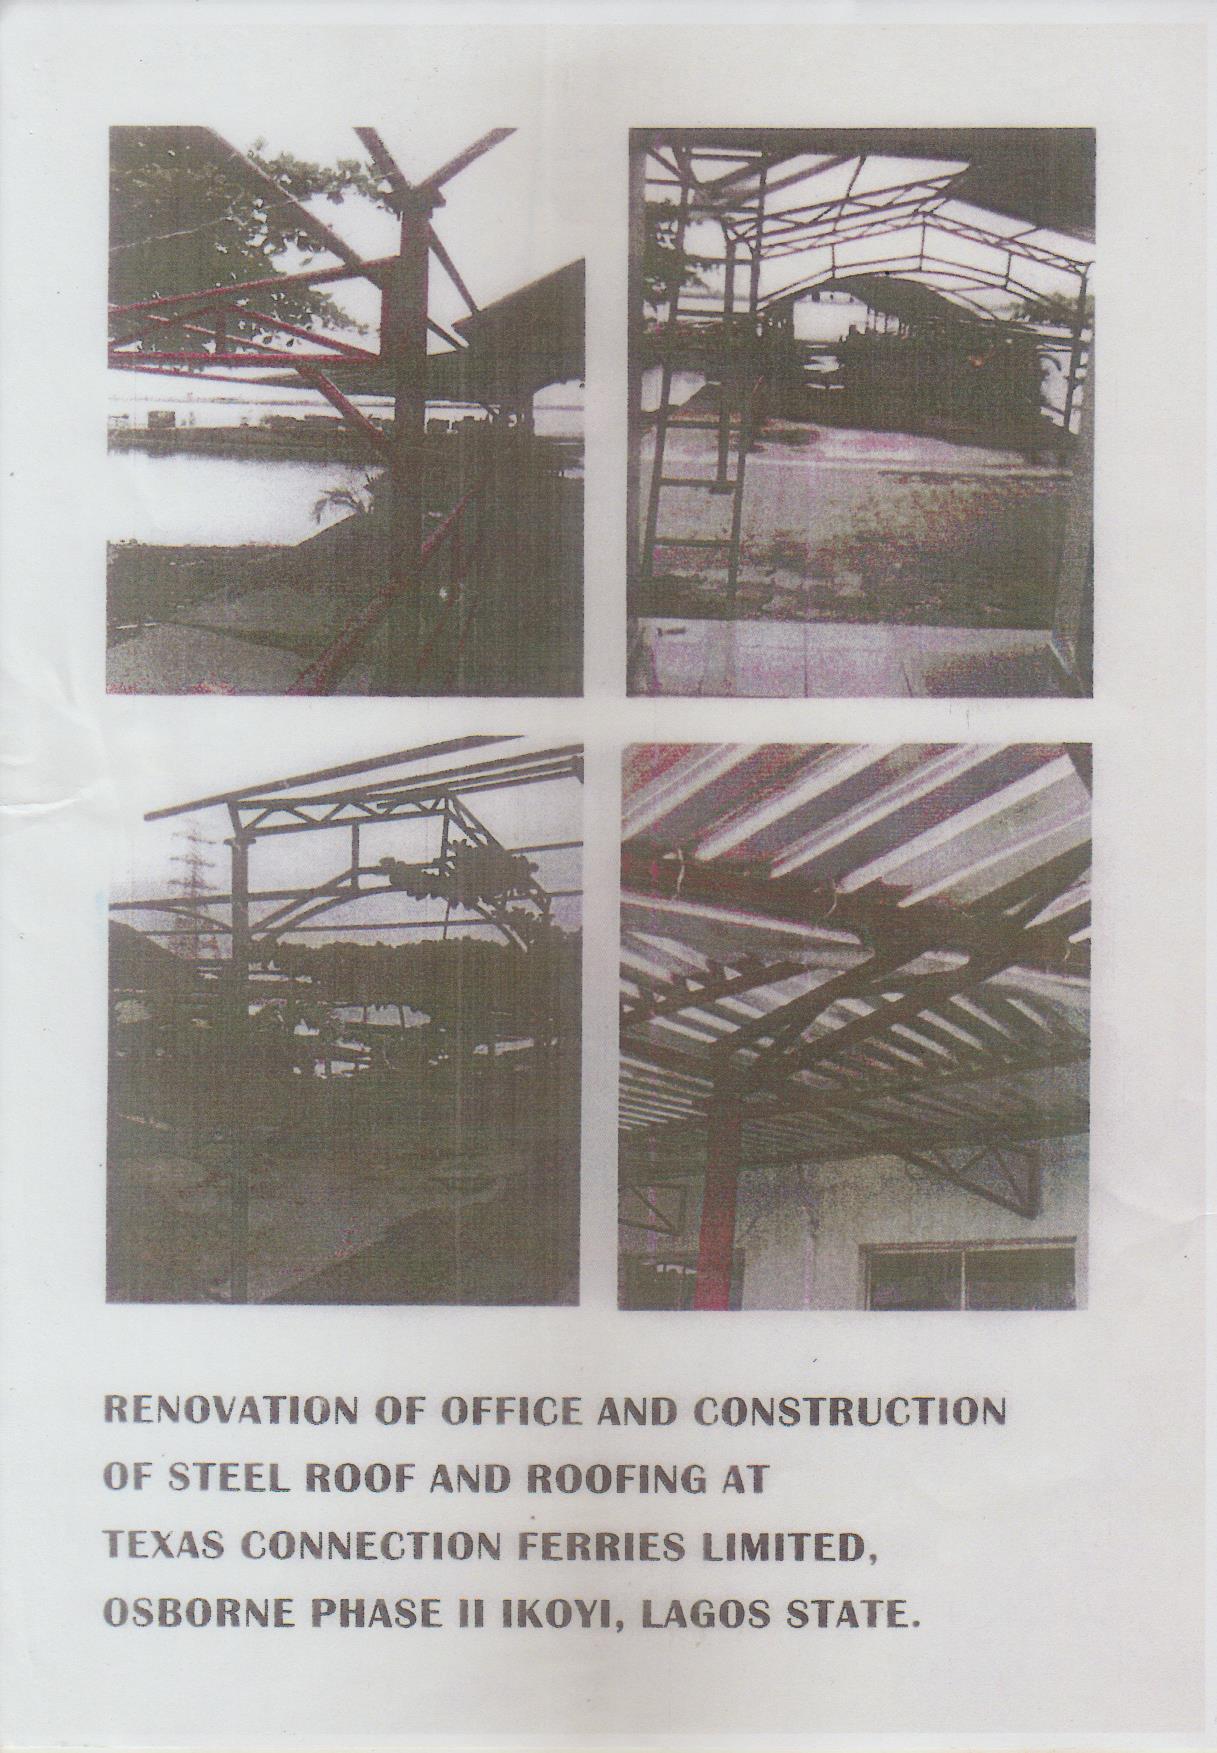 RENOVATION OF OFFICE AND CONSTRUCTION
OF STEEL ROOF AND ROOFING AT
TEXAS CONNECTION FERRIES LIMITED,
OSBORNE PHASE II IKOYI, LAGOS STATE.